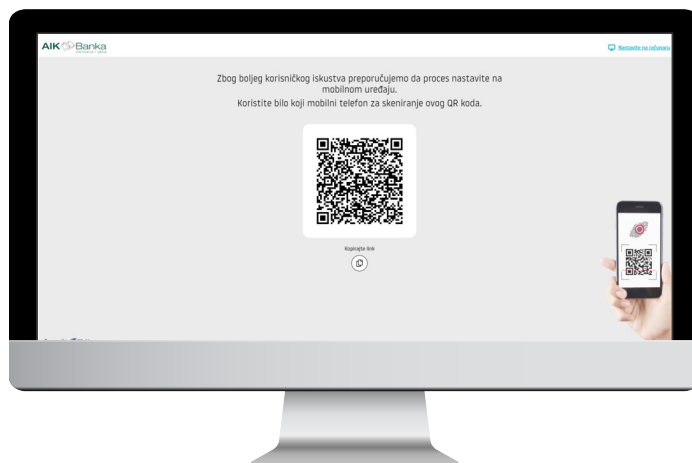 AIK Banka
Nastavite na računaru
Zbog boljeg korisničkog iskustva preporučujemo da proces nastavite na
mobilnom uređaju.
Koristite bilo koji mobilni telefon za skeniranje ovog QR koda.
Kopirajte link